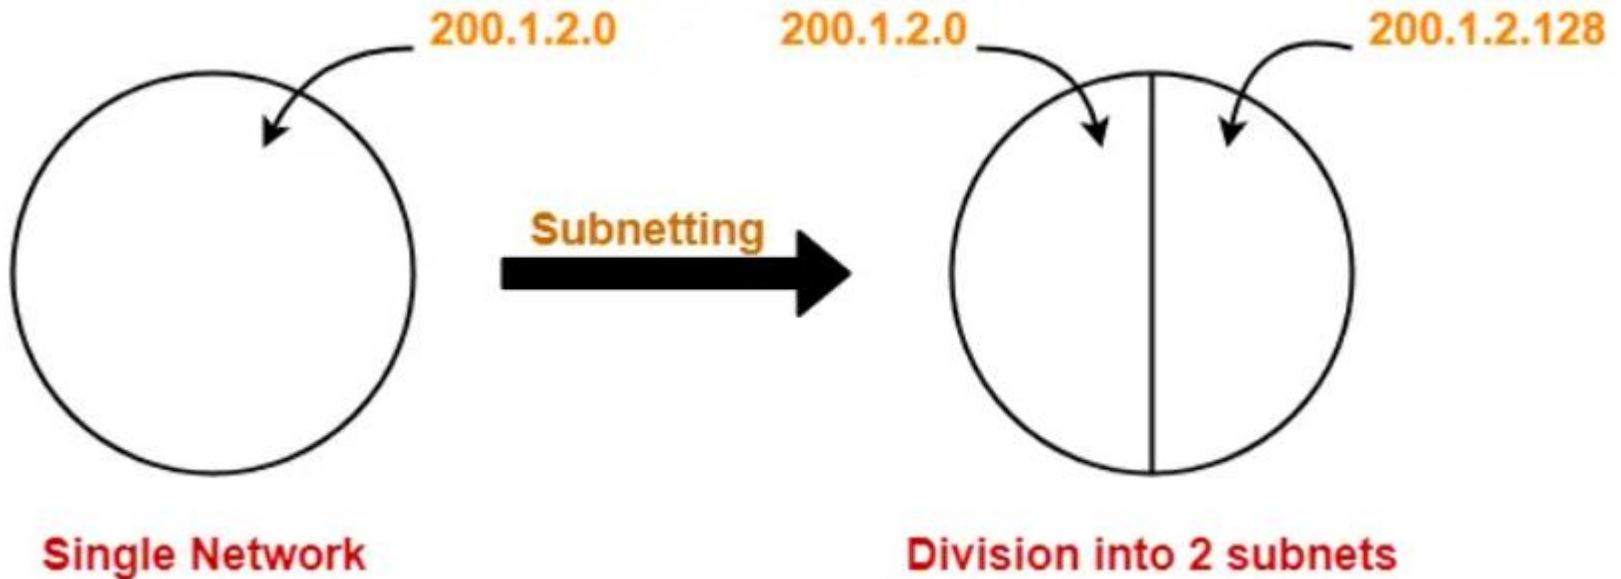 200.1.2.0
200.1.2.0
200.1.2.128
Subnetting
Single Network
Division into 2 subnets